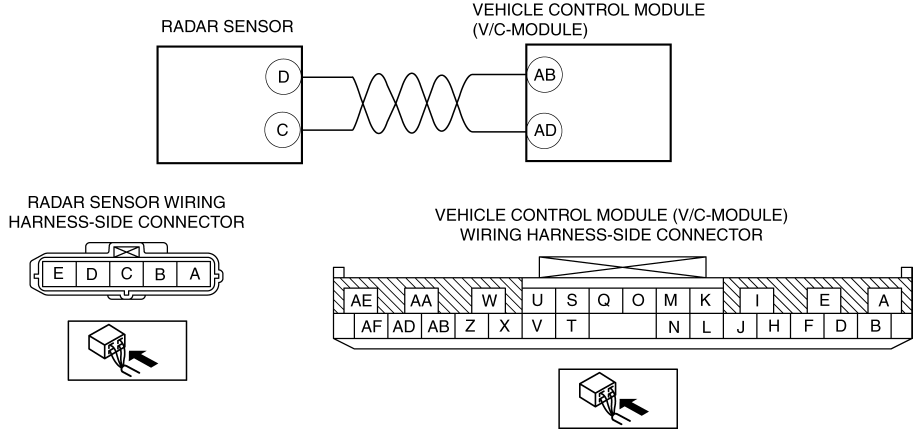 RADAR SENSOR
VEHICLE CONTROL MODULE
(V/C-MODULE)
D
AB
C
AD
RADAR SENSOR WIRING
HARNESS-SIDE CONNECTOR
E D C B A
VEHICLE CONTROL MODULE (V/C-MODULE)
WIRING HARNESS-SIDE CONNECTOR
AE AA W U S Q O M K I E A
AF AD AB Z X V T N L J H F D B